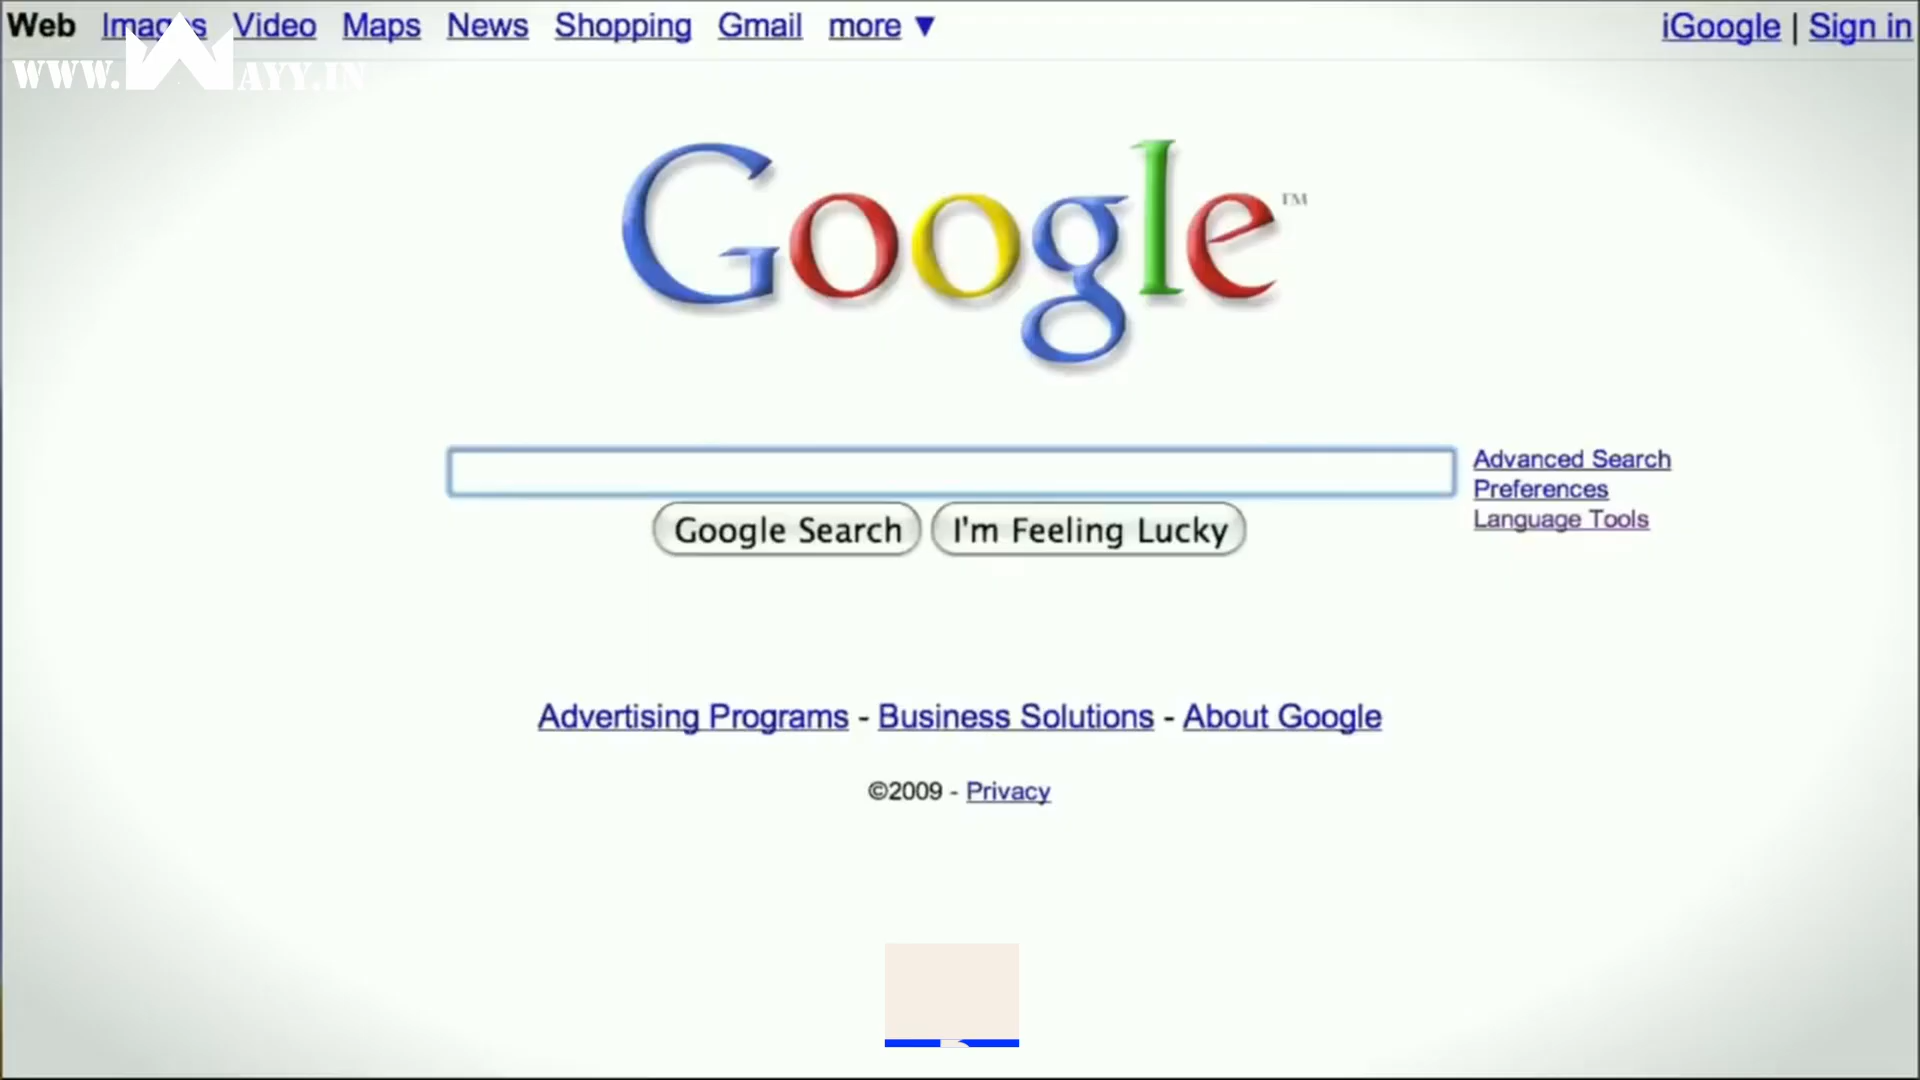 Web Images Video Maps News Shopping Gmail more ▼ iGoogle | Sign in
WWW.WAYY.IN
Google™
Advanced Search
Preferences
Language Tools
Google Search I'm Feeling Lucky
Advertising Programs - Business Solutions - About Google
©2009 - Privacy